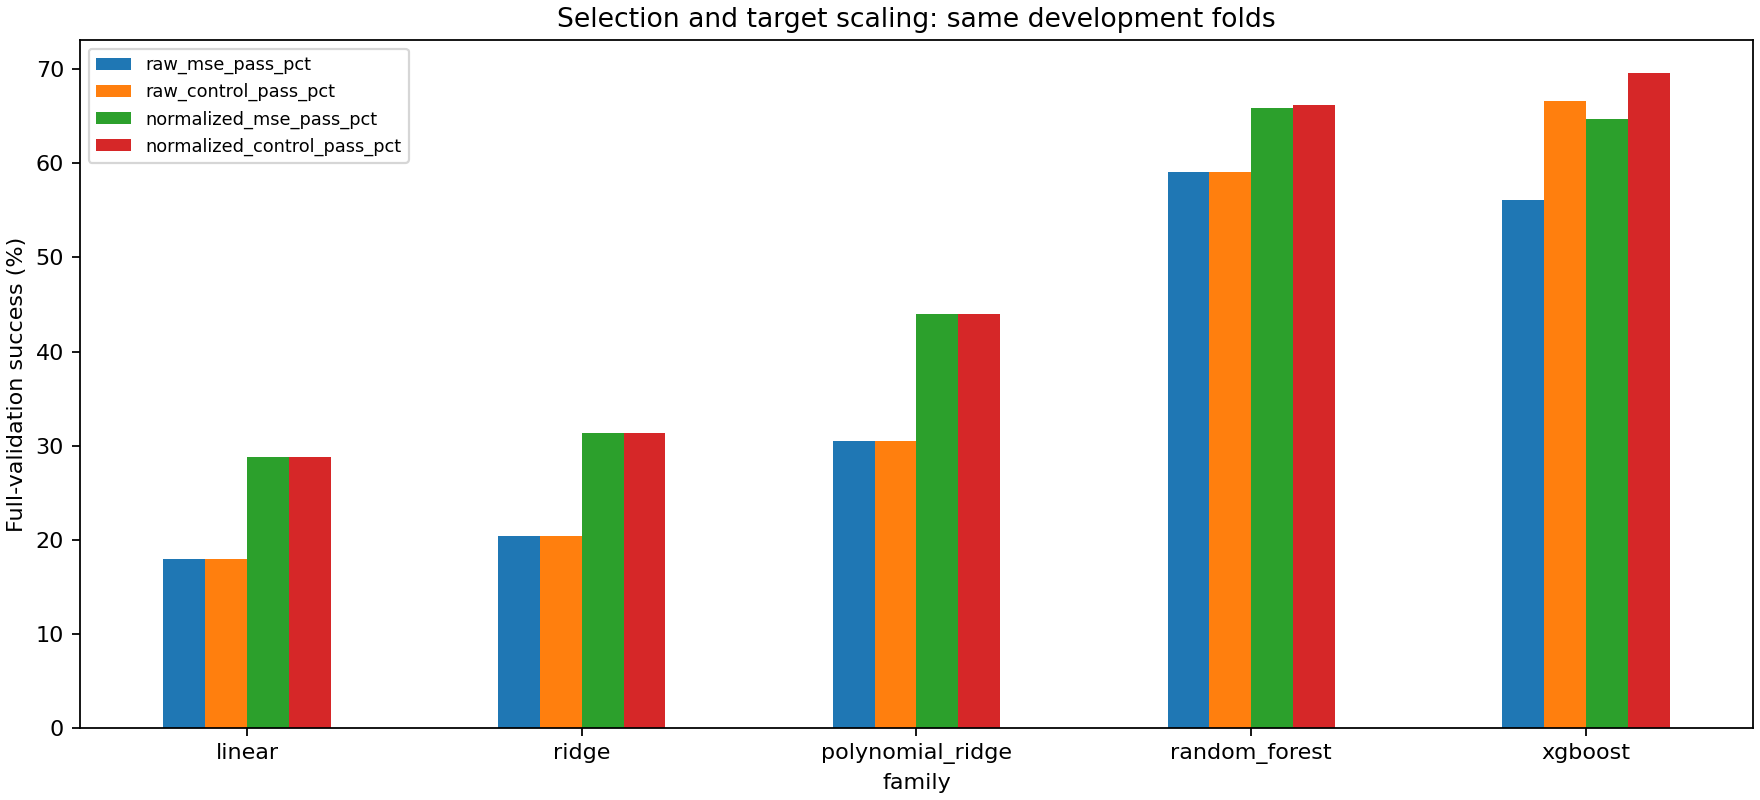 Selection and target scaling: same development folds
raw_mse_pass_pct
raw_control_pass_pct
normalized_mse_pass_pct
normalized_control_pass_pct
Full-validation success (%)
70
60
50
40
30
20
10
0
linear ridge polynomial_ridge random_forest xgboost
family